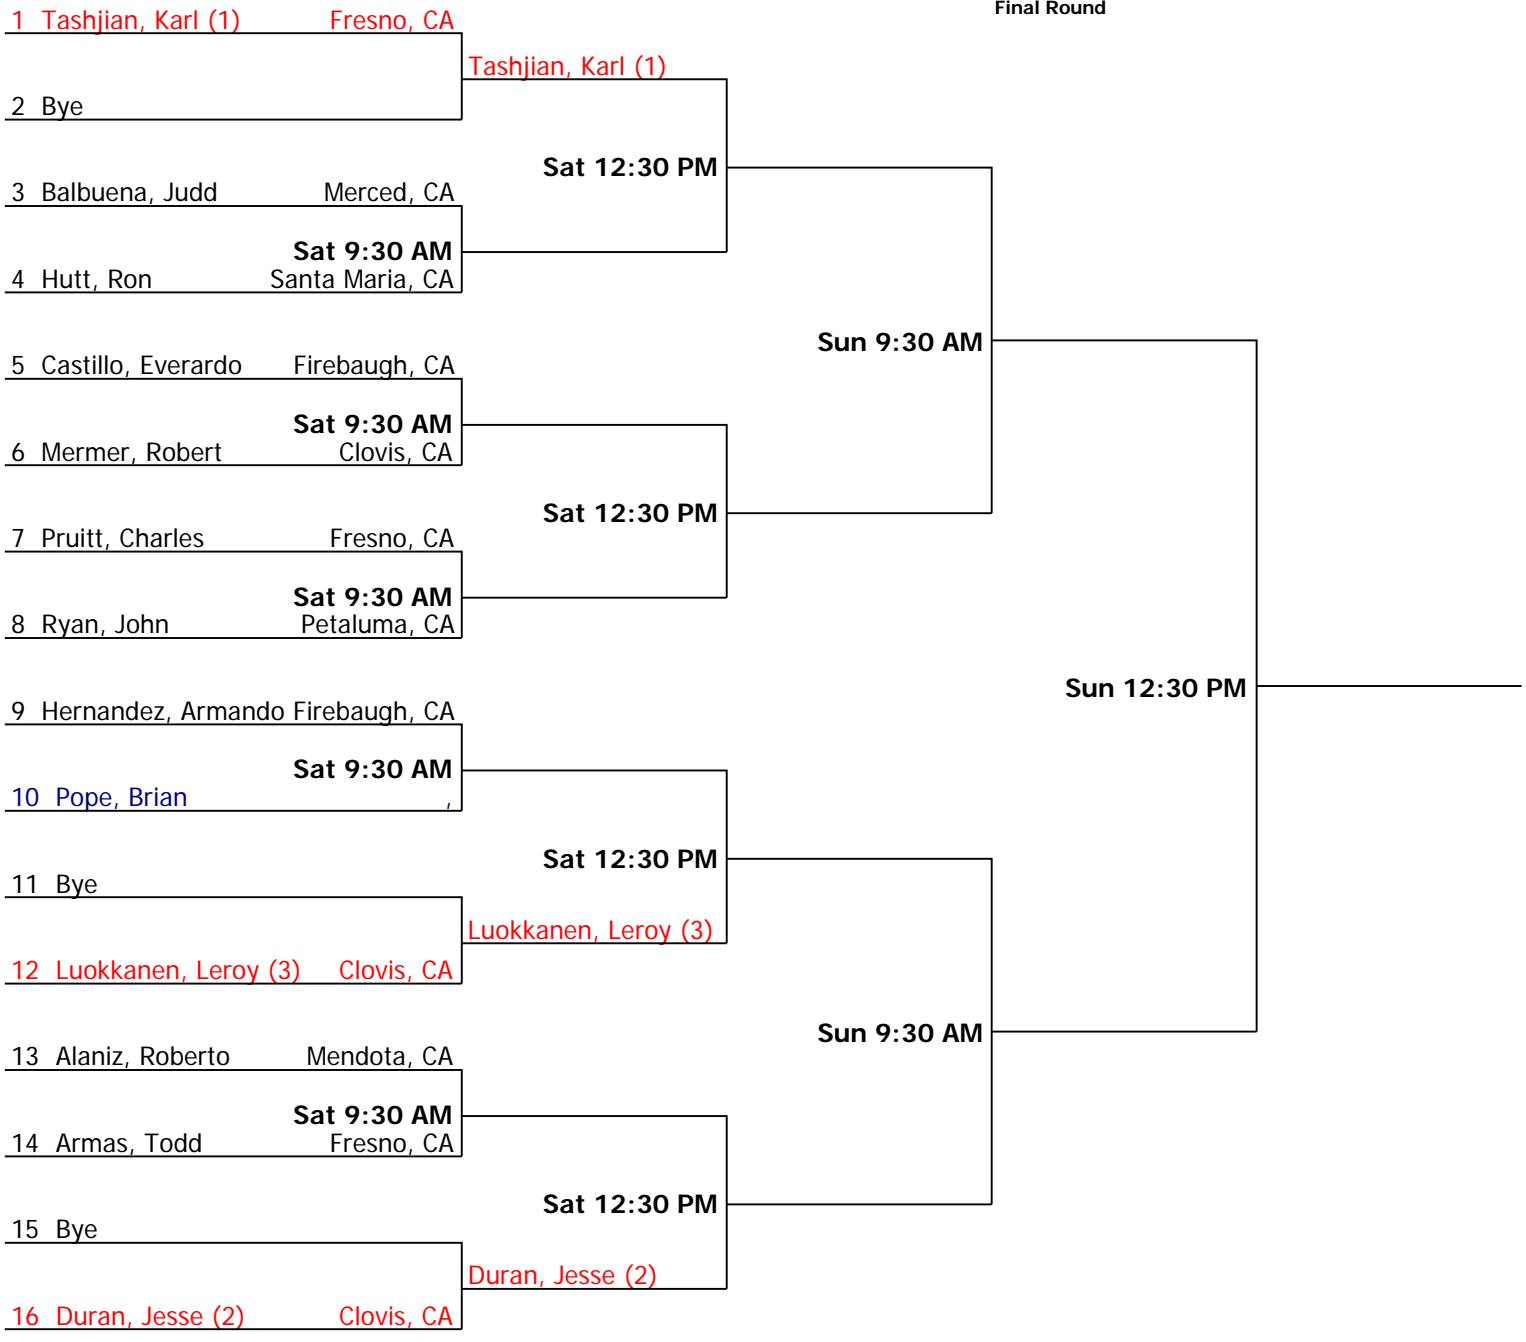 Final Round
1 Tashjian, Karl (1) Fresno, CA
Tashjian, Karl (1)
2 Bye
Sat 12:30 PM
3 Balbuena, Judd Merced, CA
Sat 9:30 AM
4 Hutt, Ron Santa Maria, CA
Sun 9:30 AM
5 Castillo, Everardo Firebaugh, CA
Sat 9:30 AM
6 Mermer, Robert Clovis, CA
Sat 12:30 PM
7 Pruitt, Charles Fresno, CA
Sat 9:30 AM
8 Ryan, John Petaluma, CA
Sun 12:30 PM
9 Hernandez, Armando Firebaugh, CA
Sat 9:30 AM
10 Pope, Brian ,
Sat 12:30 PM
11 Bye
Luokkanen, Leroy (3)
12 Luokkanen, Leroy (3) Clovis, CA
Sun 9:30 AM
13 Alaniz, Roberto Mendota, CA
Sat 9:30 AM
14 Armas, Todd Fresno, CA
Sat 12:30 PM
15 Bye
Duran, Jesse (2)
16 Duran, Jesse (2) Clovis, CA